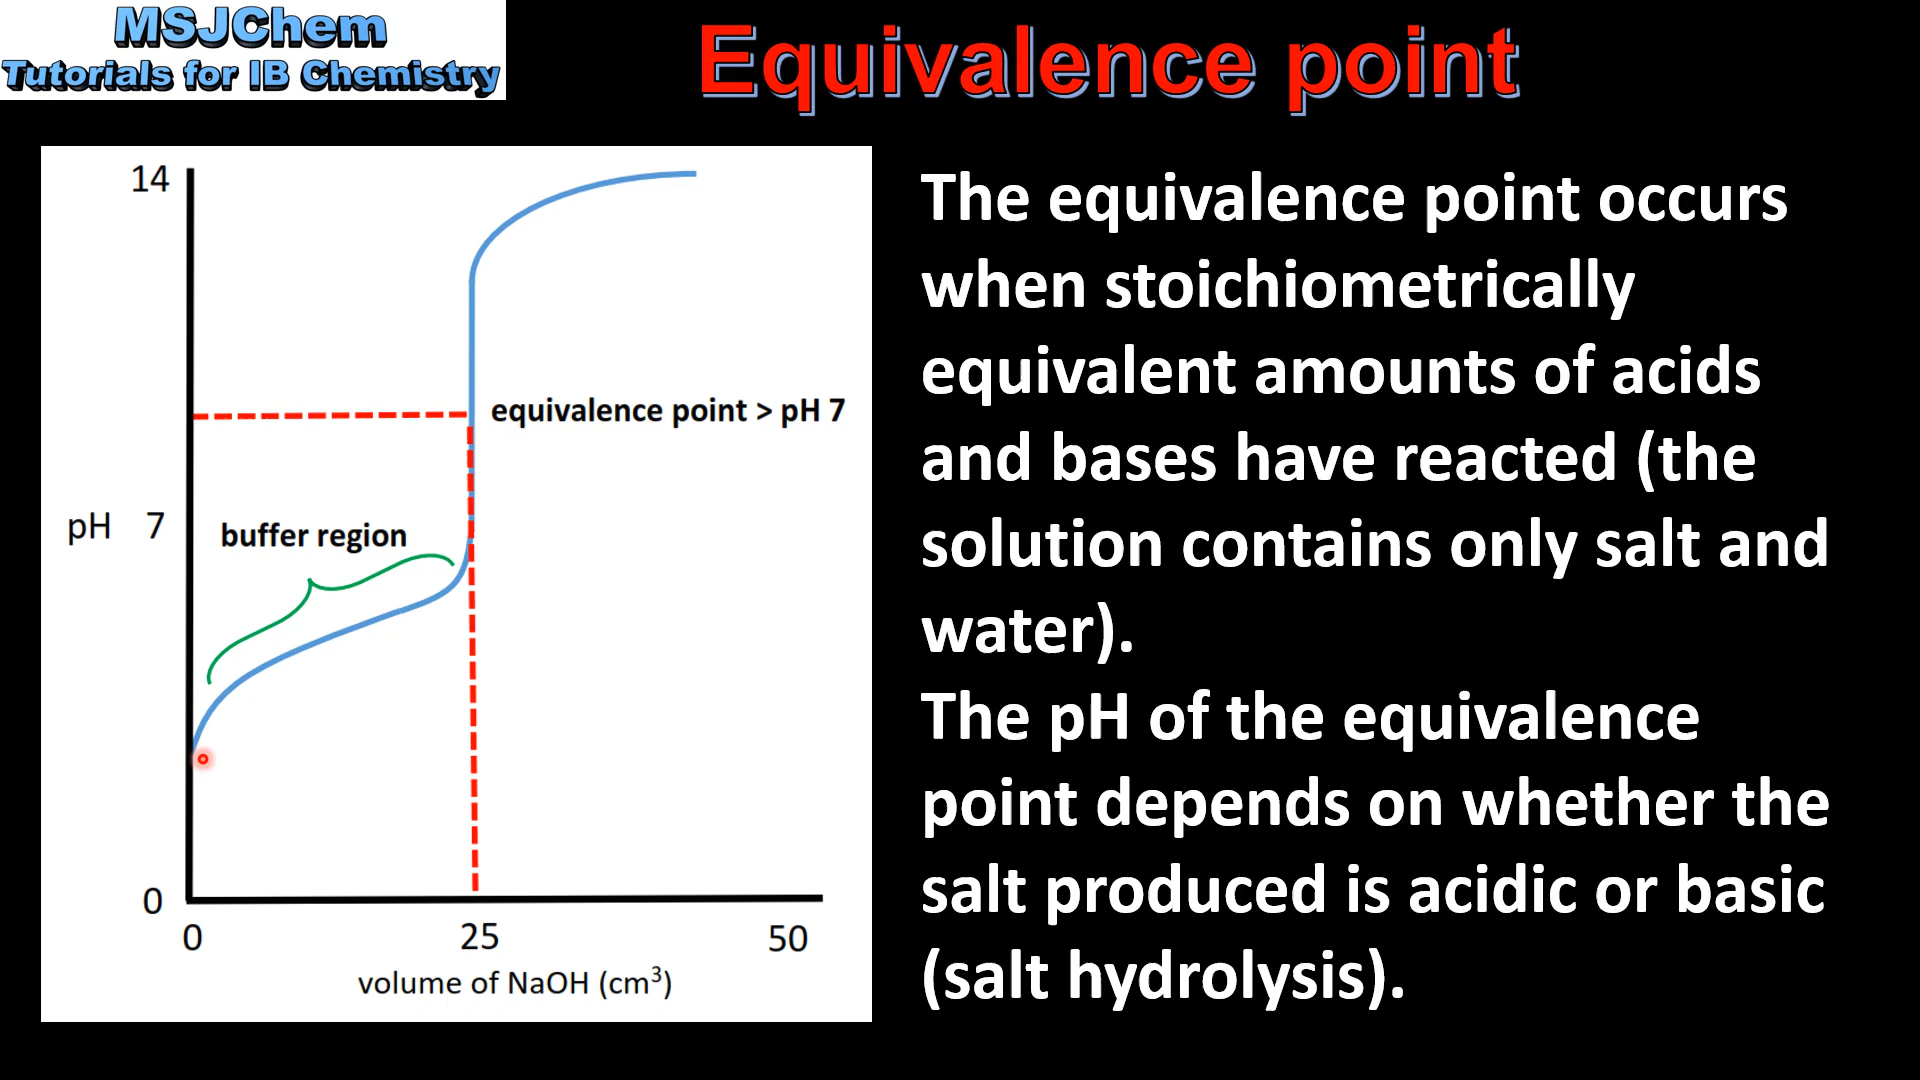 MSJChem
Tutorials for IB Chemistry
Equivalence point
14
equivalence point > pH 7
pH 7
buffer region
0
0 25 50
volume of NaOH (cm³)
The equivalence point occurs
when stoichiometrically
equivalent amounts of acids
and bases have reacted (the
solution contains only salt and
water).
The pH of the equivalence
point depends on whether the
salt produced is acidic or basic
(salt hydrolysis).